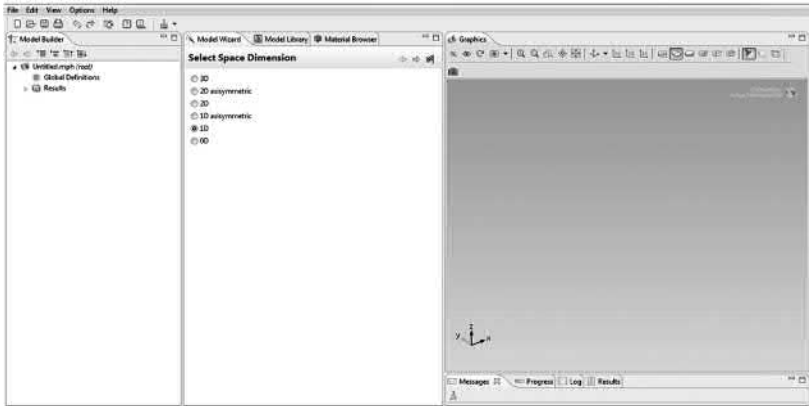 File Edit View Options Help
Model Builder
Untitled.mph (root)
Global Definitions
Results
Model Wizard Model Library Material Browser
Select Space Dimension
3D
2D axisymmetric
2D
1D axisymmetric
1D
0D
Graphics
z
y x
Messages Progress Log Results